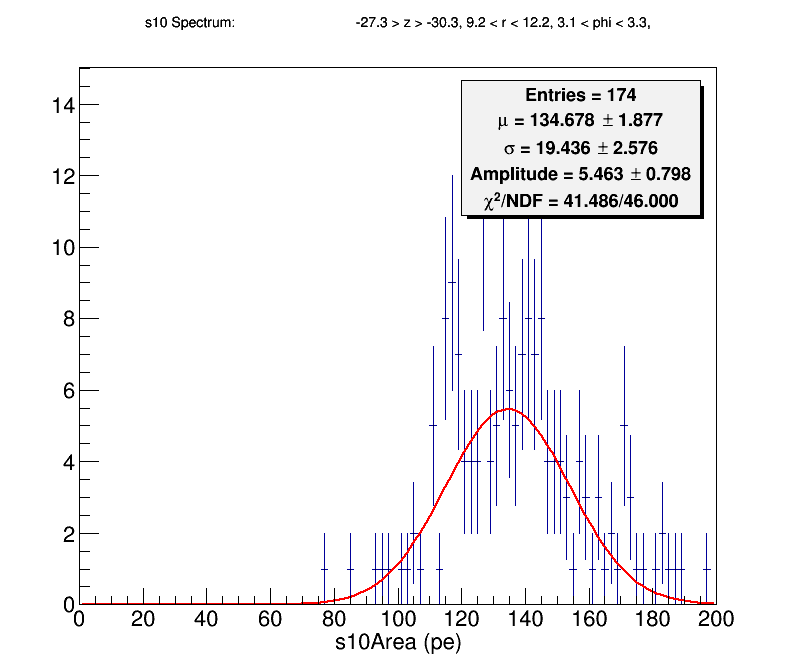 s10 Spectrum: -27.3 > z > -30.3, 9.2 < r < 12.2, 3.1 < phi < 3.3,
Entries = 174
μ = 134.678 ± 1.877
σ = 19.436 ± 2.576
Amplitude = 5.463 ± 0.798
χ²/NDF = 41.486/46.000
14
12
10
8
6
4
2
0
0 20 40 60 80 100 120 140 160 180 200
s10Area (pe)